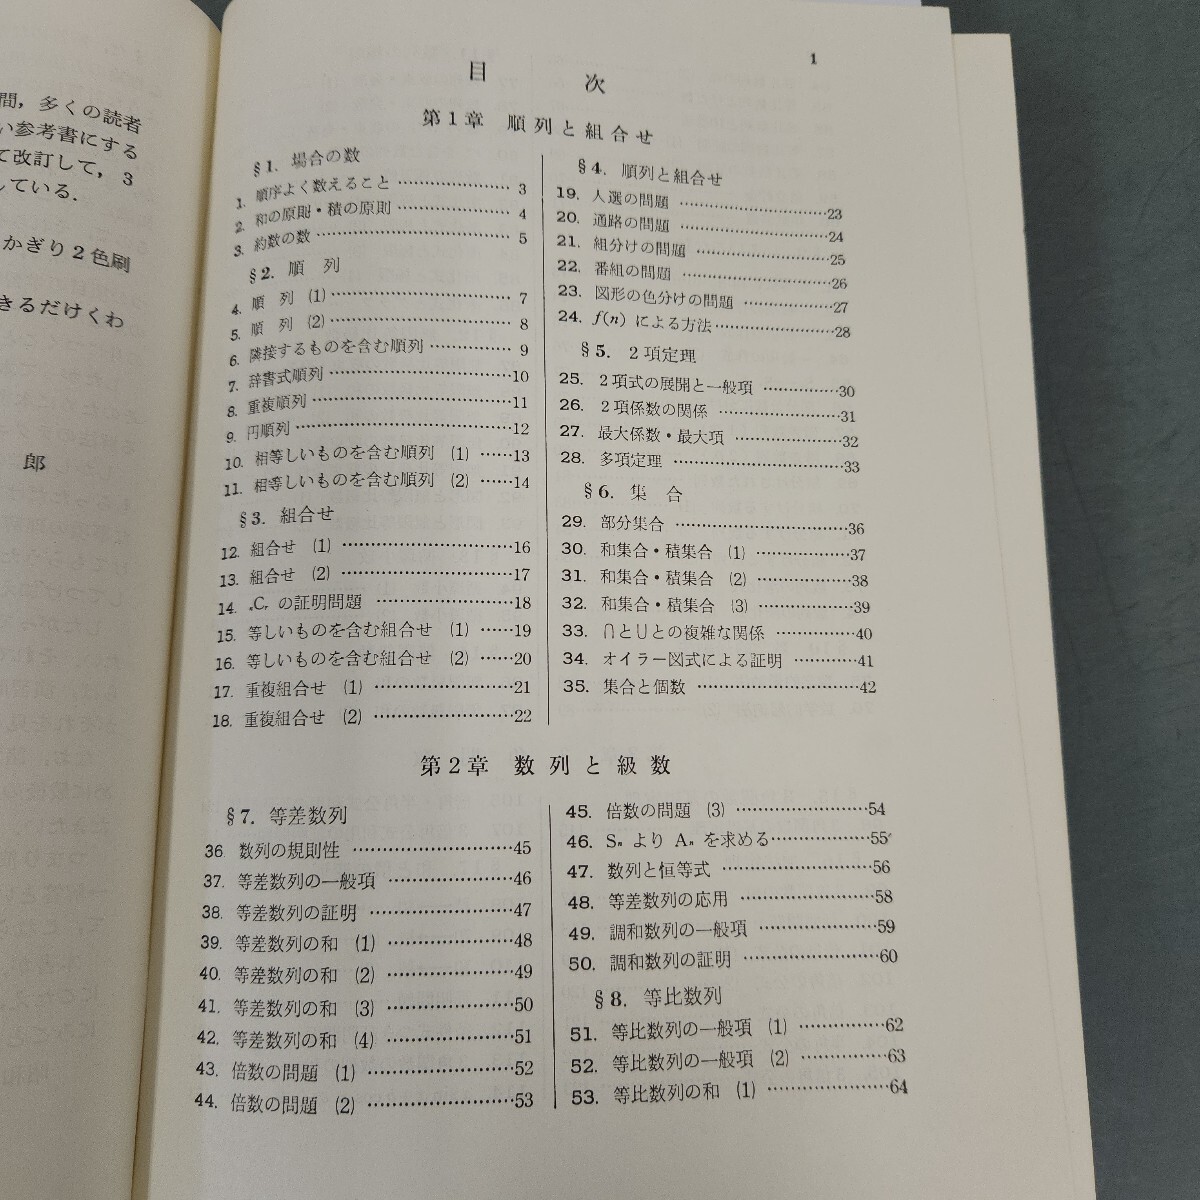 間，多くの読者
い参考書にする
て改訂して，3
している．
かぎり2色刷
きるだけくわ
郎
1
目 次
第1章 順列と組合せ
§1. 場合の数
1. 順序よく数えること …………………3
2. 和の原則・積の原則 …………………4
3. 約数の数 …………………5
§2. 順 列
4. 順 列 (1) …………………7
5. 順 列 (2) …………………8
6. 隣接するものを含む順列 ……………9
7. 辞書式順列 …………………10
8. 重複順列 …………………11
9. 円順列 …………………12
10. 相等しいものを含む順列 (1) ……13
11. 相等しいものを含む順列 (2) ……14
§3. 組合せ
12. 組合せ (1) …………………16
13. 組合せ (2) …………………17
14. ₙCᵣ の証明問題 …………………18
15. 等しいものを含む組合せ (1) ……19
16. 等しいものを含む組合せ (2) ……20
17. 重複組合せ (1) …………………21
18. 重複組合せ (2) …………………22
§4. 順列と組合せ
19. 人選の問題 …………………23
20. 通路の問題 …………………24
21. 組分けの問題 …………………25
22. 番組の問題 …………………26
23. 図形の色分けの問題 ……………27
24. f(n) による方法 …………………28
§5. 2項定理
25. 2項式の展開と一般項 ……………30
26. 2項係数の関係 …………………31
27. 最大係数・最大項 ………………32
28. 多項定理 …………………33
§6. 集 合
29. 部分集合 …………………36
30. 和集合・積集合 (1) ………………37
31. 和集合・積集合 (2) ………………38
32. 和集合・積集合 (3) ………………39
33. ∩と∪との複雑な関係 ……………40
34. オイラー図式による証明 …………41
35. 集合と個数 …………………42
第2章 数列と級数
§7. 等差数列
36. 数列の規則性 …………………45
37. 等差数列の一般項 ………………46
38. 等差数列の証明 …………………47
39. 等差数列の和 (1) ………………48
40. 等差数列の和 (2) ………………49
41. 等差数列の和 (3) ………………50
42. 等差数列の和 (4) ………………51
43. 倍数の問題 (1) …………………52
44. 倍数の問題 (2) …………………53
45. 倍数の問題 (3) …………………54
46. Sₙ より Aₙ を求める………………55
47. 数列と恒等式 …………………56
48. 等差数列の応用 …………………58
49. 調和数列の一般項 ………………59
50. 調和数列の証明 …………………60
§8. 等比数列
51. 等比数列の一般項 (1) ……………62
52. 等比数列の一般項 (2) ……………63
53. 等比数列の和 (1) …………………64